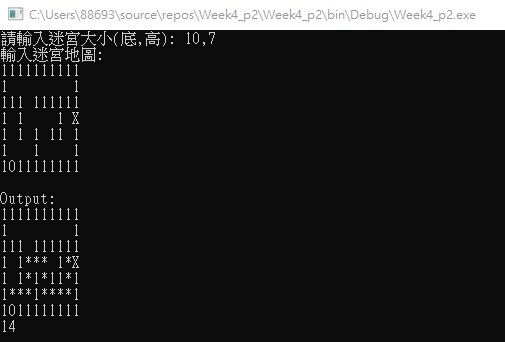 C:\Users\88693\source\repos\Week4_p2\Week4_p2\bin\Debug\Week4_p2.exe
請輸入迷宮大小(底,高): 10,7
輸入迷宮地圖:
1111111111
1        1
111 111111
1 1    1 X
1 1 1 11 1
1   1    1
1011111111

Output:
1111111111
1        1
111 111111
1 1*** 1*X
1 1*1*11*1
1***1****1
1011111111
14